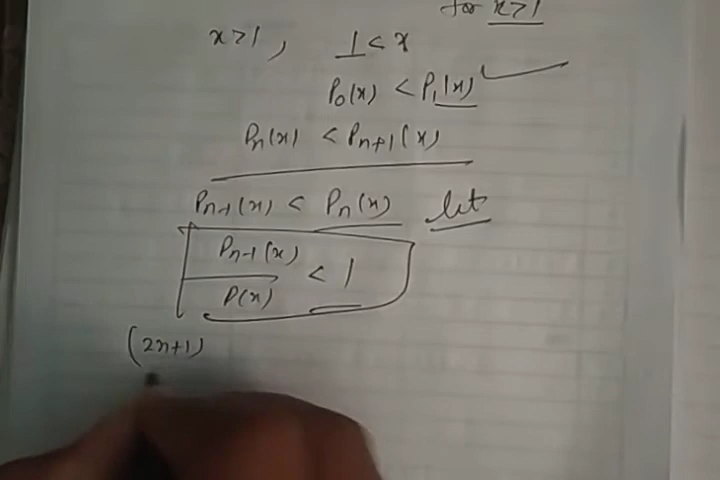 for x>1
x>1, 1<x
P₀(x) < P₁(x)
Pₙ(x) < Pₙ₊₁(x)
Pₙ₋₁(x) < Pₙ(x) let
Pₙ₋₁(x)
P(x) < 1
(2n+1)